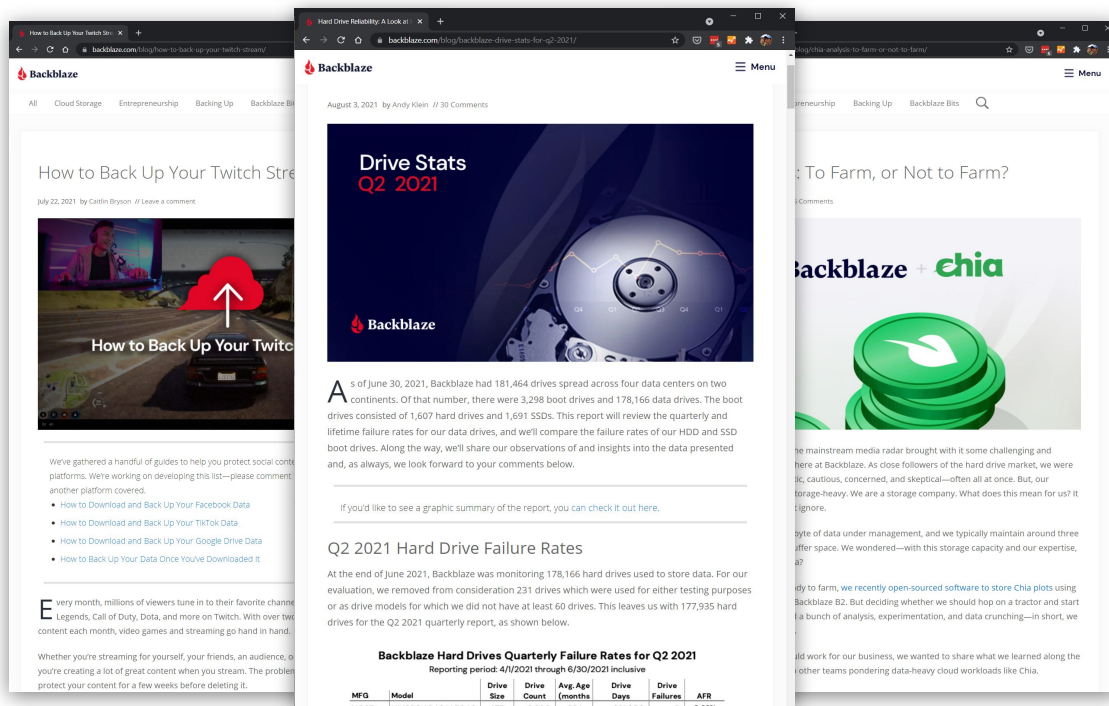 How to Back Up Your Twitch Stre
backblaze.com/blog/how-to-back-up-your-twitch-stream/
Backblaze
All Cloud Storage Entrepreneurship Backing Up Backblaze Bi
How to Back Up Your Twitch Stre
July 22, 2021 by Caitlin Bryson // Leave a comment
How to Back Up Your Twitc
We've gathered a handful of guides to help you protect social conte
platforms. We're working on developing this list—please comment
another platform covered.
How to Download and Back Up Your Facebook Data
How to Download and Back Up Your TikTok Data
How to Download and Back Up Your Google Drive Data
How to Back Up Your Data Once You've Downloaded It
Every month, millions of viewers tune in to their favorite channe
Legends, Call of Duty, Dota, and more on Twitch. With over two
content each month, video games and streaming go hand in hand.
Whether you're streaming for yourself, your friends, an audience, o
you're creating a lot of great content when you stream. The problem
protect your content for a few weeks before deleting it.
Hard Drive Reliability: A Look at
backblaze.com/blog/backblaze-drive-stats-for-q2-2021/
Backblaze
Menu
August 3, 2021 by Andy Klein // 30 Comments
Drive Stats
Q2 2021
Q4 Q1 Q3 Q4 Q1
Backblaze
As of June 30, 2021, Backblaze had 181,464 drives spread across four data centers on two
continents. Of that number, there were 3,298 boot drives and 178,166 data drives. The boot
drives consisted of 1,607 hard drives and 1,691 SSDs. This report will review the quarterly and
lifetime failure rates for our data drives, and we'll compare the failure rates of our HDD and SSD
boot drives. Along the way, we'll share our observations of and insights into the data presented
and, as always, we look forward to your comments below.
If you'd like to see a graphic summary of the report, you can check it out here.
Q2 2021 Hard Drive Failure Rates
At the end of June 2021, Backblaze was monitoring 178,166 hard drives used to store data. For our
evaluation, we removed from consideration 231 drives which were used for either testing purposes
or as drive models for which we did not have at least 60 drives. This leaves us with 177,935 hard
drives for the Q2 2021 quarterly report, as shown below.
Backblaze Hard Drives Quarterly Failure Rates for Q2 2021
Reporting period: 4/1/2021 through 6/30/2021 inclusive
Drive Drive Avg. Age Drive Drive
MFG Model Size Count (months Days Failures AFR
log/chia-analysis-to-farm-or-not-to-farm/
Menu
reneurship Backing Up Backblaze Bits
: To Farm, or Not to Farm?
Comments
Backblaze + chia
he mainstream media radar brought with it some challenging and
here at Backblaze. As close followers of the hard drive market, we were
ic, cautious, concerned, and skeptical—often all at once. But, our
torage-heavy. We are a storage company. What does this mean for us? It
ignore.
byte of data under management, and we typically maintain around three
uffer space. We wondered—with this storage capacity and our expertise,
a?
dy to farm, we recently open-sourced software to store Chia plots using
Backblaze B2. But deciding whether we should hop on a tractor and start
a bunch of analysis, experimentation, and data crunching—in short, we
uld work for our business, we wanted to share what we learned along the
other teams pondering data-heavy cloud workloads like Chia.